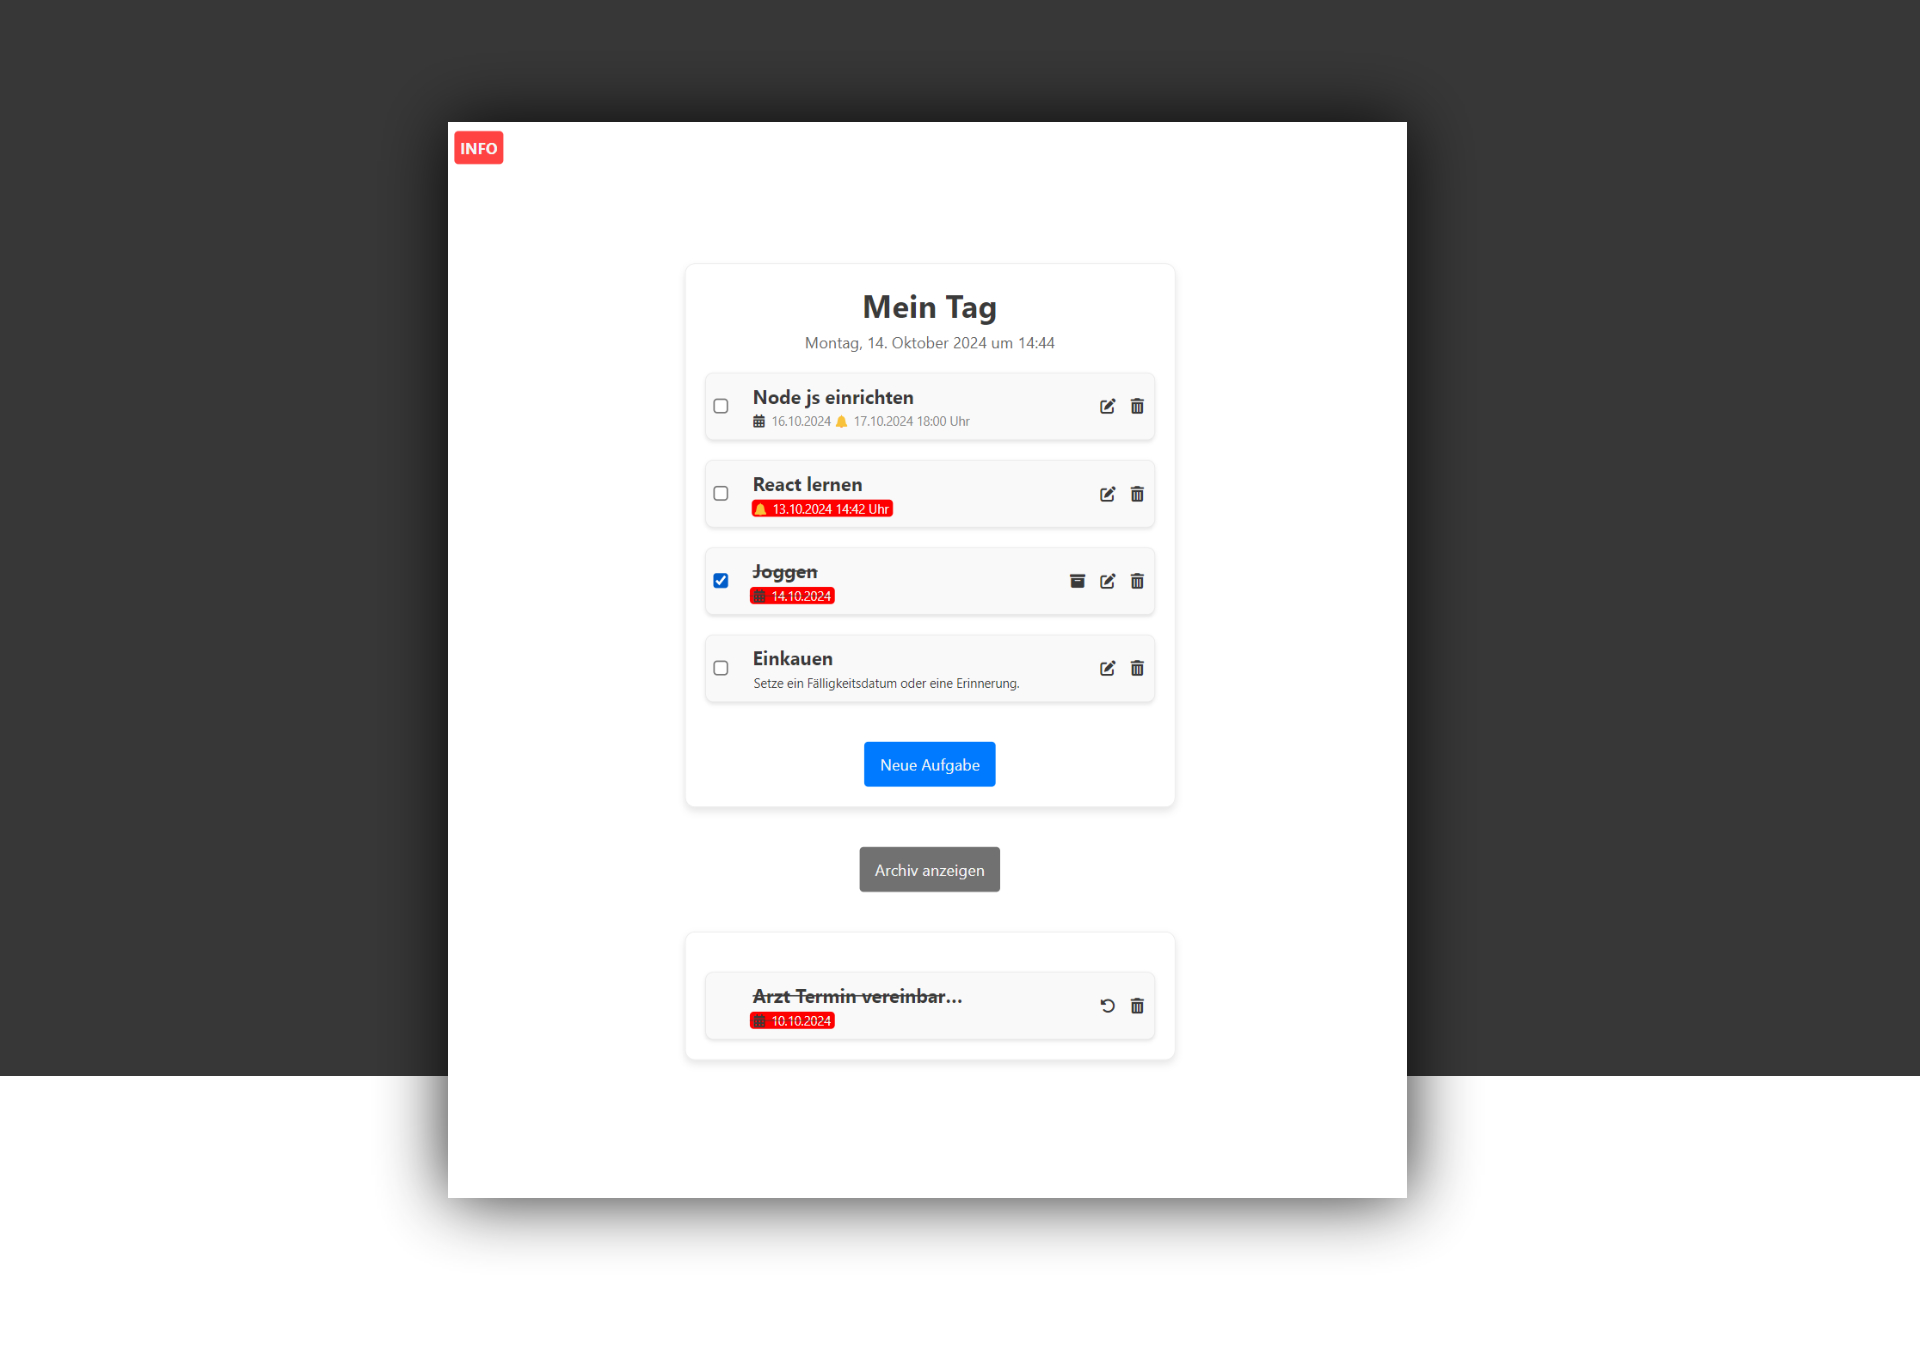 INFO
Mein Tag
Montag, 14. Oktober 2024 um 14:44
Node js einrichten
16.10.2024 17.10.2024 18:00 Uhr
React lernen
13.10.2024 14:42 Uhr
Joggen
14.10.2024
Einkauen
Setze ein Fälligkeitsdatum oder eine Erinnerung.
Neue Aufgabe
Archiv anzeigen
Arzt Termin vereinbar...
10.10.2024